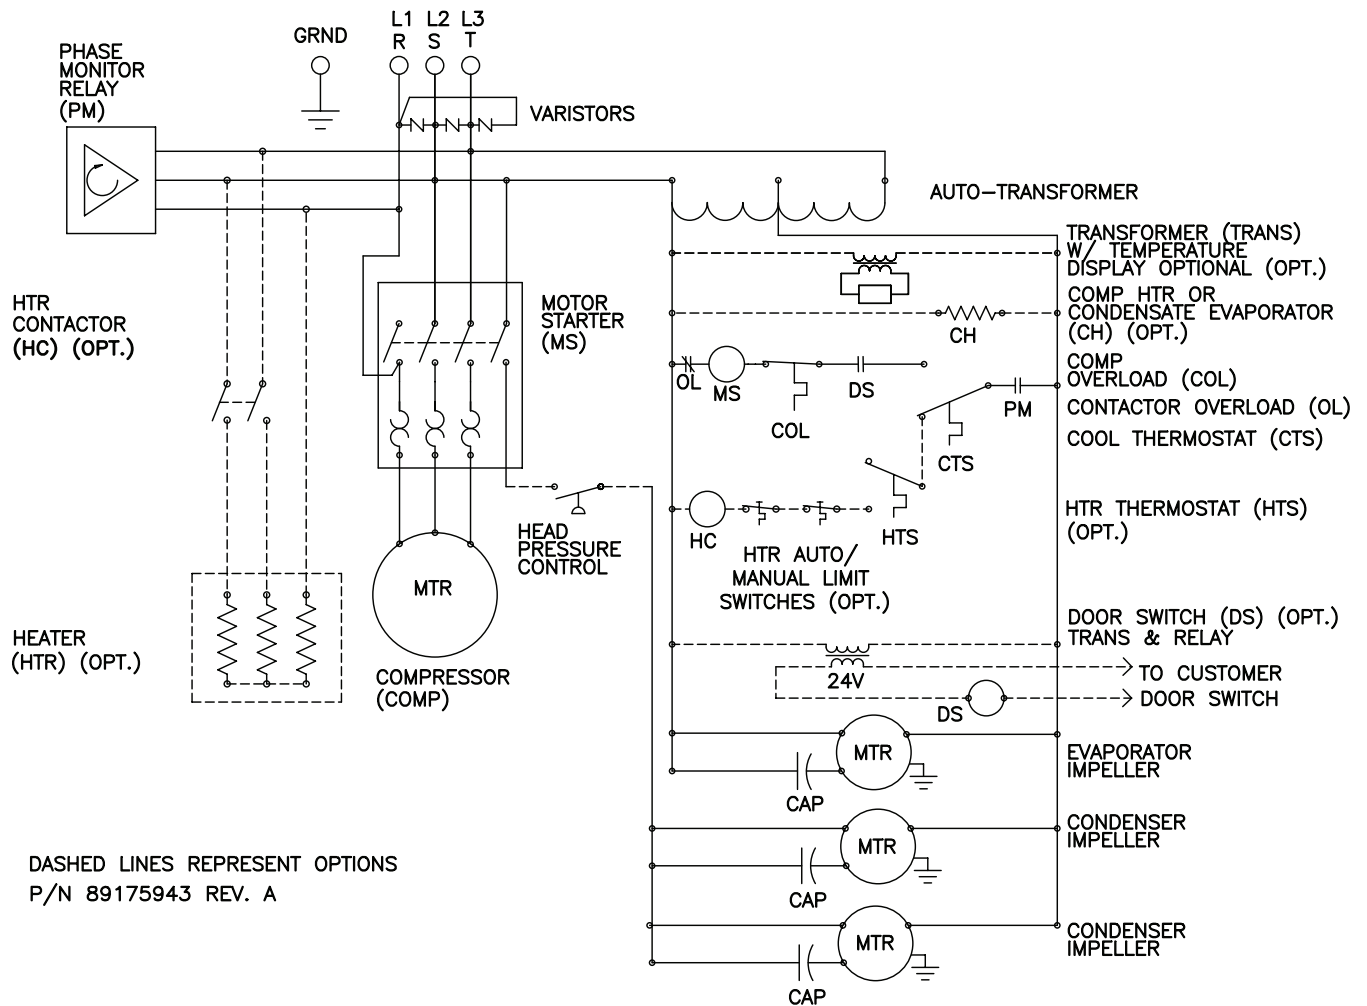 L1 L2 L3
R S T
GRND
PHASE
MONITOR
RELAY
(PM)
VARISTORS
AUTO-TRANSFORMER
TRANSFORMER (TRANS)
W/ TEMPERATURE
DISPLAY OPTIONAL (OPT.)
HTR
CONTACTOR
(HC) (OPT.)
MOTOR
STARTER
(MS)
COMP HTR OR
CONDENSATE EVAPORATOR
(CH) (OPT.)
CH
COMP
OVERLOAD (COL)
OL
MS
DS
COL
PM
CONTACTOR OVERLOAD (OL)
COOL THERMOSTAT (CTS)
CTS
HTR THERMOSTAT (HTS)
(OPT.)
HC
HTS
HEAD
PRESSURE
CONTROL
HTR AUTO/
MANUAL LIMIT
SWITCHES (OPT.)
MTR
COMPRESSOR
(COMP)
HEATER
(HTR) (OPT.)
DOOR SWITCH (DS) (OPT.)
TRANS & RELAY
24V
TO CUSTOMER
DOOR SWITCH
DS
MTR
CAP
EVAPORATOR
IMPELLER
MTR
CAP
CONDENSER
IMPELLER
MTR
CAP
CONDENSER
IMPELLER
DASHED LINES REPRESENT OPTIONS
P/N 89175943 REV. A